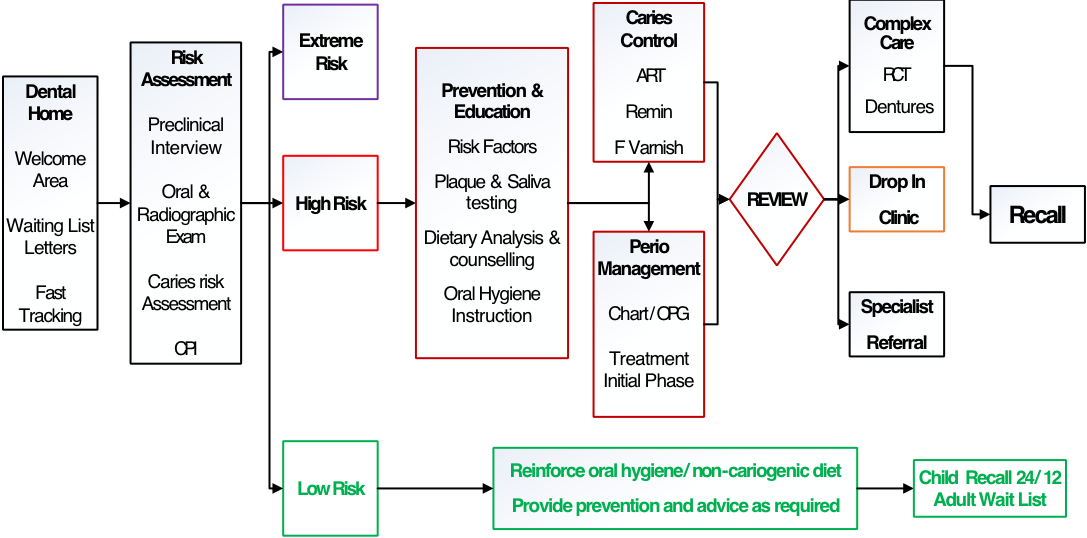 Dental
Home
Welcome
Area
Waiting List
Letters
Fast
Tracking
Risk
Assessment
Preclinical
Interview
Oral &
Radiographic
Exam
Caries risk
Assessment
CPI
Extreme
Risk
High Risk
Low Risk
Prevention &
Education
Risk Factors
Plaque & Saliva
testing
Dietary Analysis &
counselling
Oral Hygiene
Instruction
Caries
Control
ART
Remin
F Varnish
Perio
Management
Chart/OPG
Treatment
Initial Phase
REVIEW
Complex
Care
RCT
Dentures
Drop In
Clinic
Specialist
Referral
Recall
Reinforce oral hygiene/ non-cariogenic diet
Provide prevention and advice as required
Child Recall 24/12
Adult Wait List